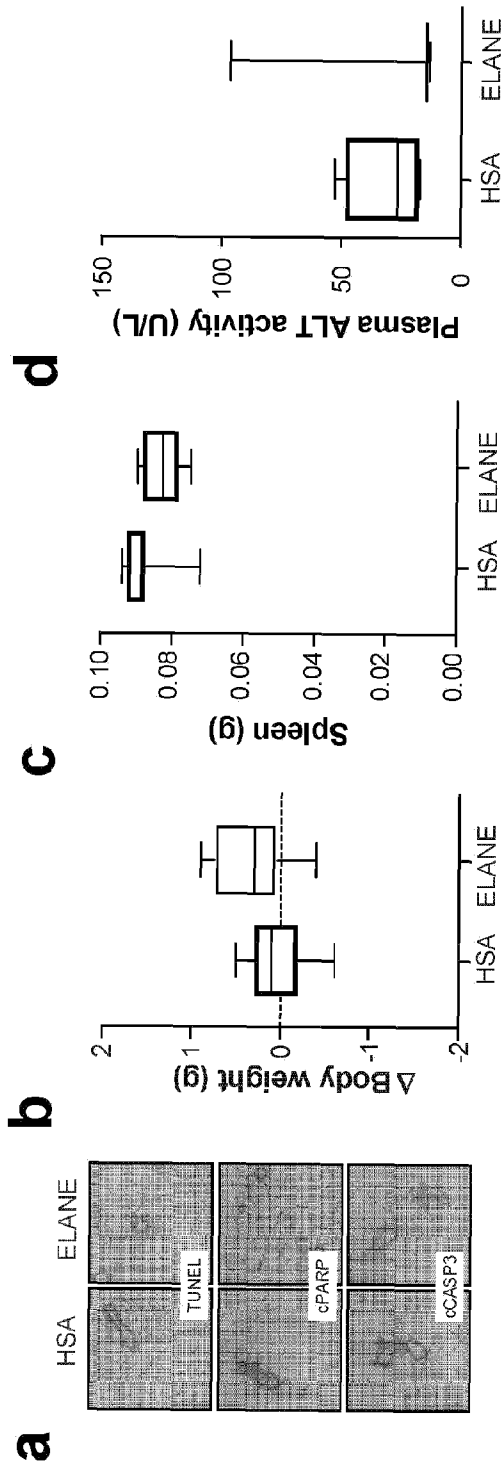 a
HSA ELANE
TUNEL
cPARP
cCASP3
b
Δ Body weight (g)
2
1
0
-1
-2
HSA ELANE
c
Spleen (g)
0.10
0.08
0.06
0.04
0.02
0.00
HSA ELANE
d
Plasma ALT activity (U/L)
150
100
50
0
HSA ELANE